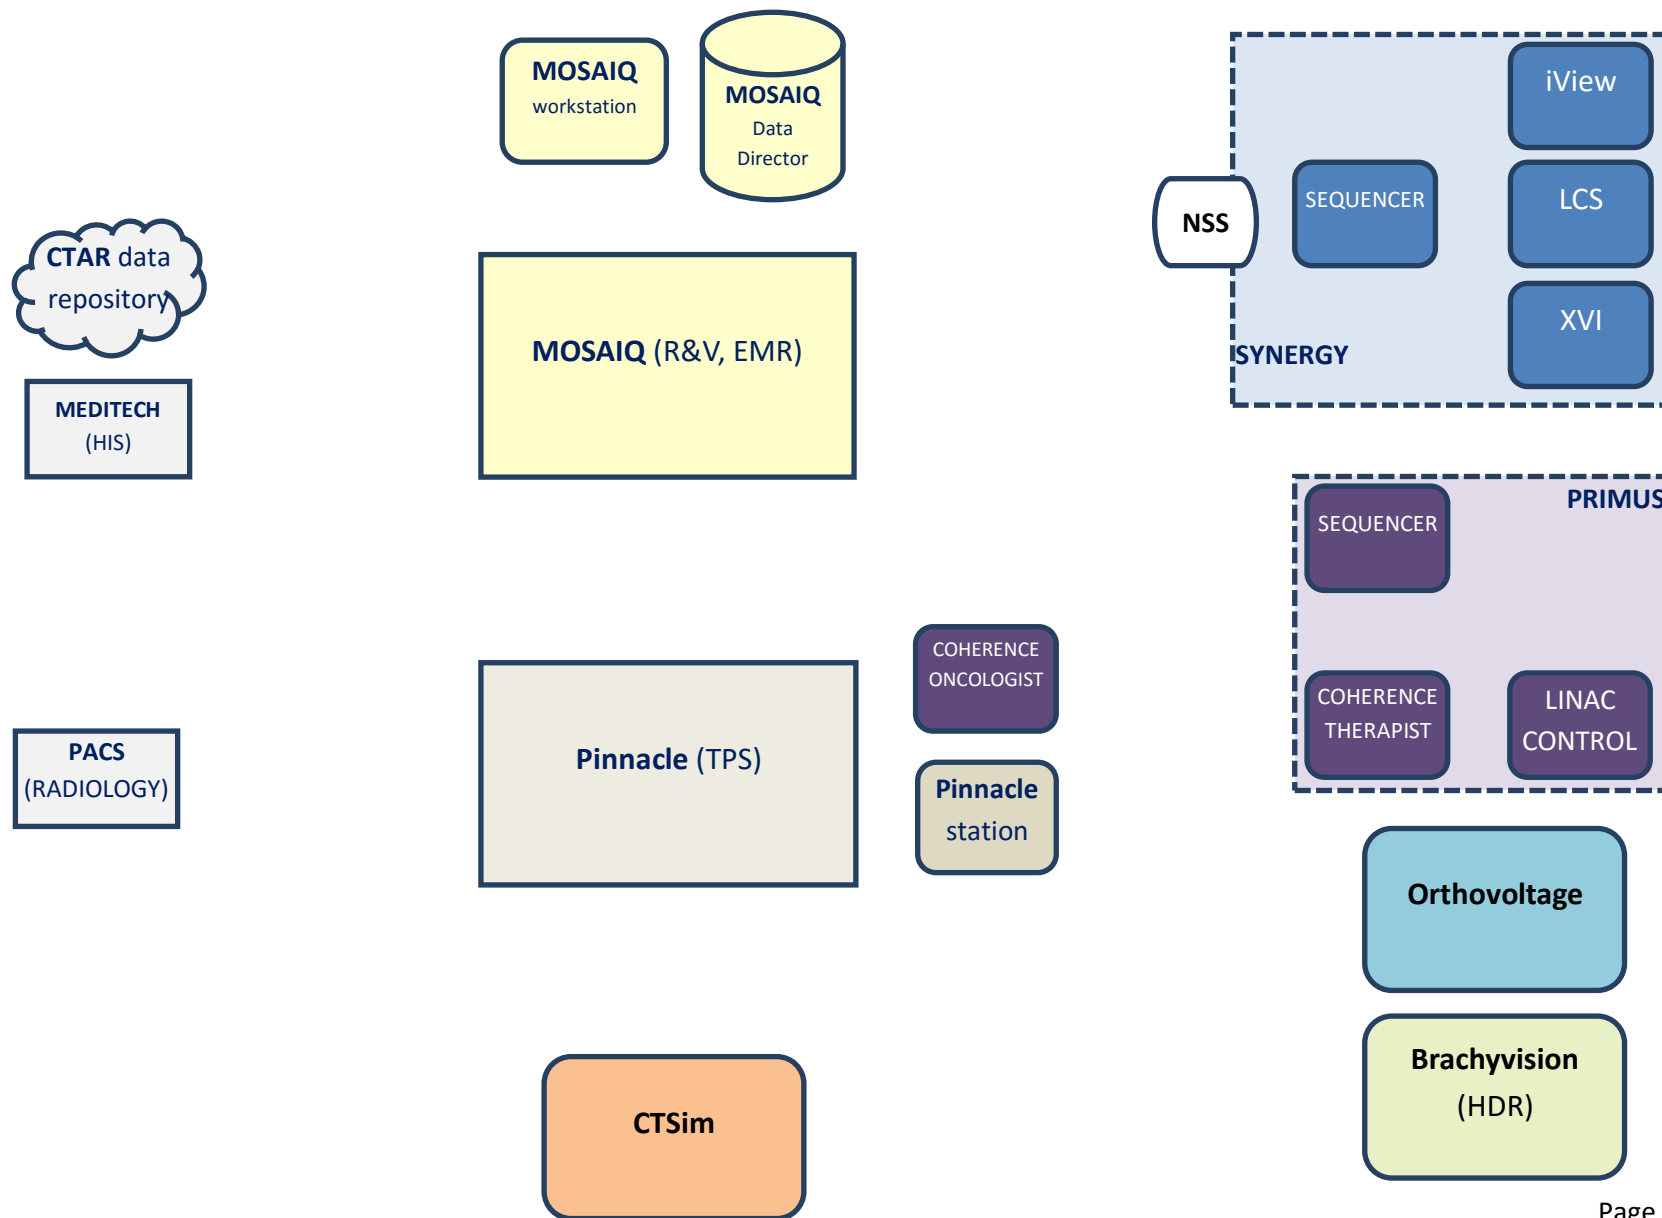 MOSAIQ
workstation
MOSAIQ
Data
Director
iView
SEQUENCER
LCS
NSS
XVI
SYNERGY
CTAR data
repository
MOSAIQ (R&V, EMR)
MEDITECH
(HIS)
PRIMUS
SEQUENCER
COHERENCE
ONCOLOGIST
COHERENCE
THERAPIST
LINAC
CONTROL
PACS
(RADIOLOGY)
Pinnacle (TPS)
Pinnacle
station
Orthovoltage
Brachyvision
(HDR)
CTSim
Page